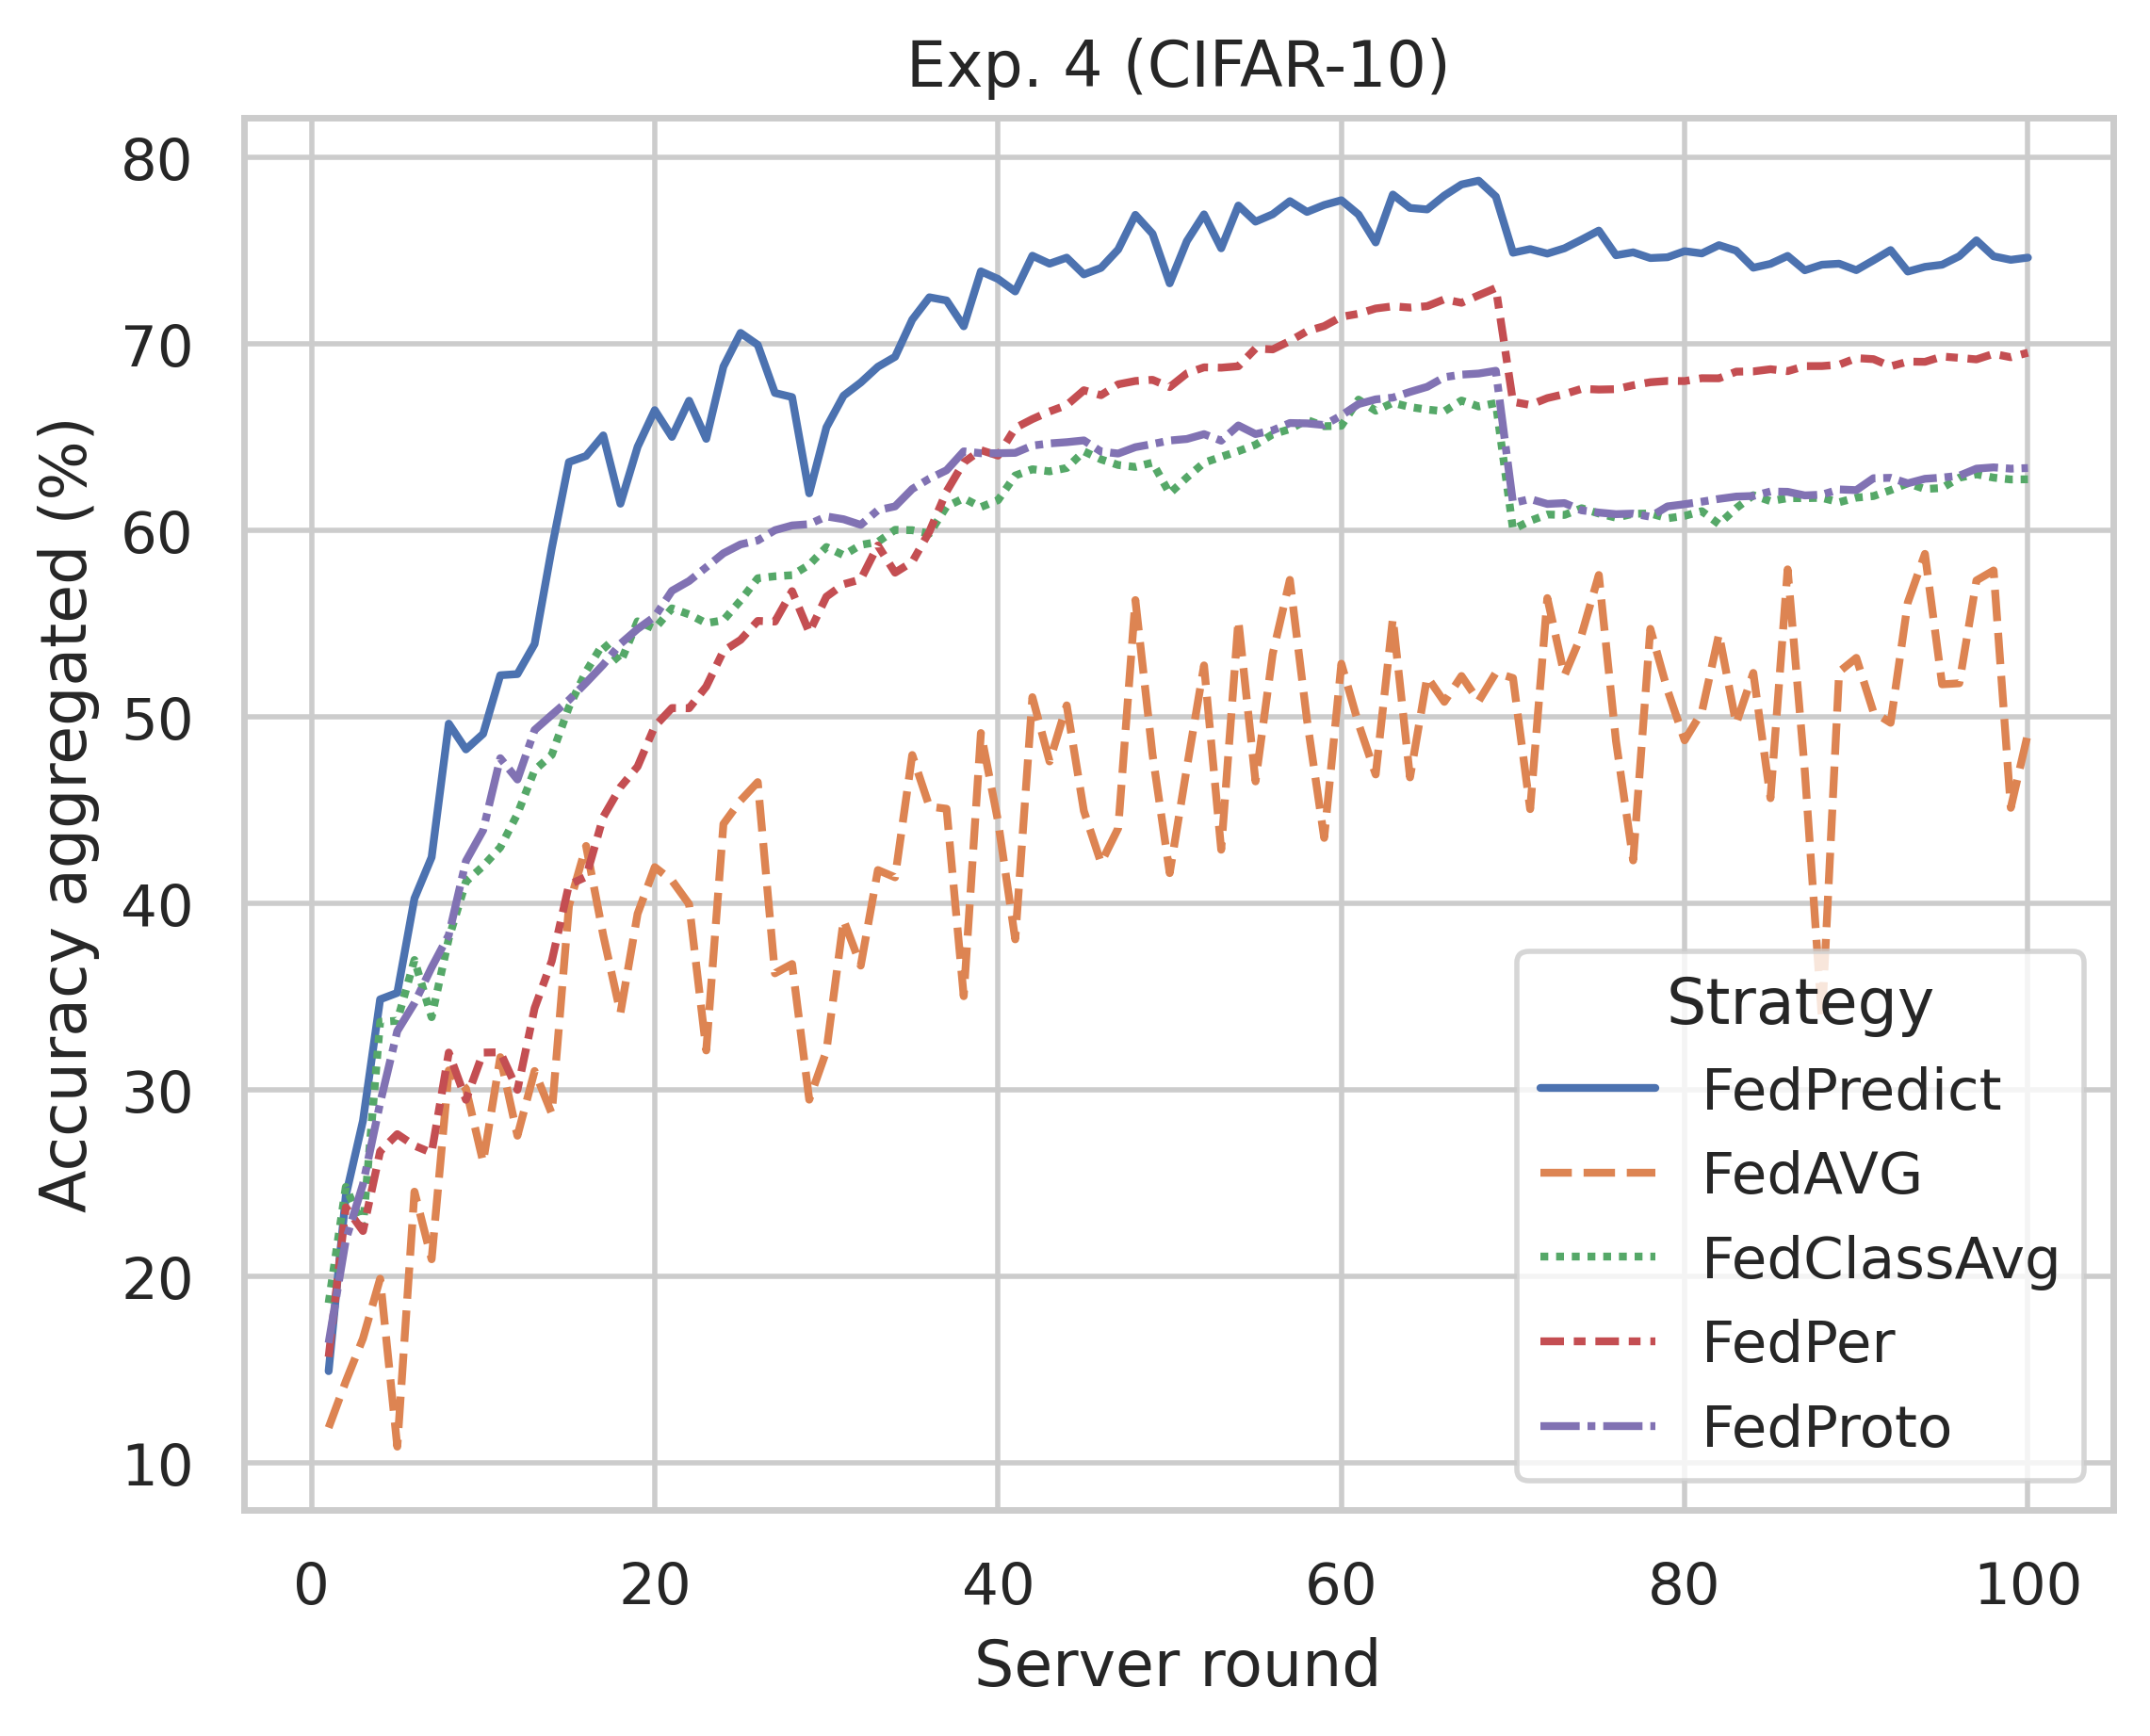 Exp. 4 (CIFAR-10)
Accuracy aggregated (%)
80
70
60
50
40
30
20
10
Strategy
FedPredict
FedAVG
FedClassAvg
FedPer
FedProto
0 20 40 60 80 100
Server round